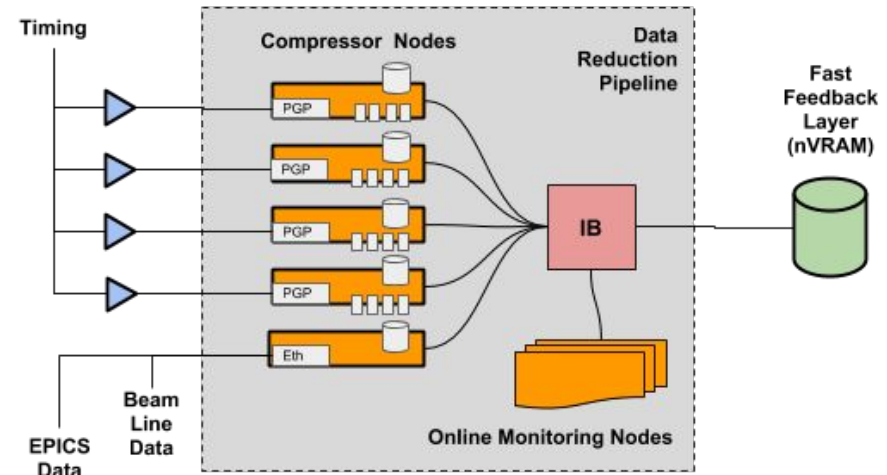 Timing
Compressor Nodes
Data
Reduction
Pipeline
Fast
Feedback
Layer
(nVRAM)
PGP
PGP
PGP
PGP
Eth
IB
Beam
Line
Data
EPICS
Data
Online Monitoring Nodes